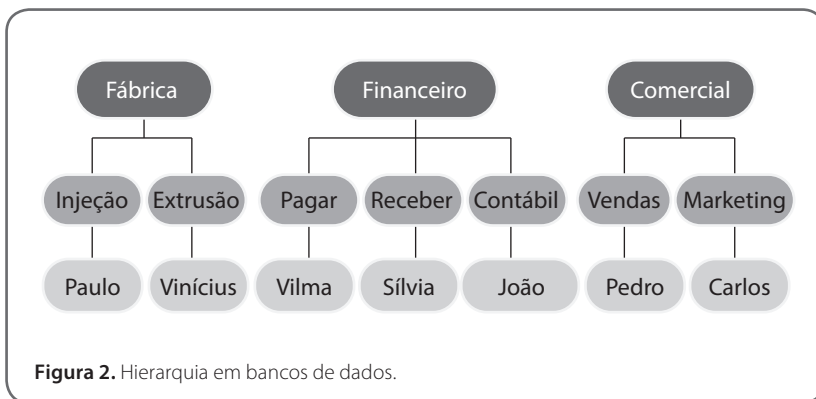 Fábrica Financeiro Comercial
Injeção Extrusão Pagar Receber Contábil Vendas Marketing
Paulo Vinícius Vilma Sílvia João Pedro Carlos
Figura 2. Hierarquia em bancos de dados.